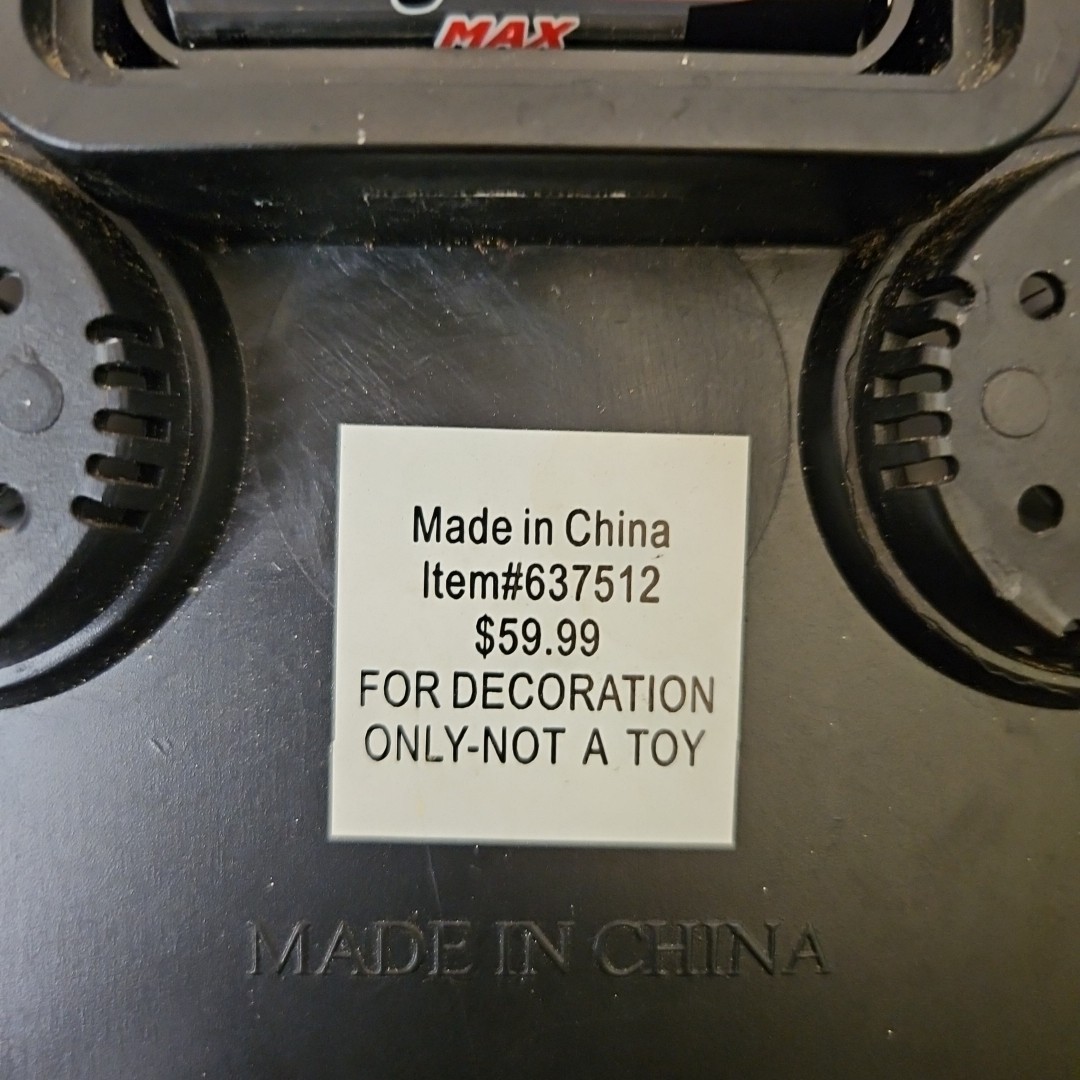 MAX
Made in China
Item#637512
$59.99
FOR DECORATION
ONLY-NOT A TOY
MADE IN CHINA